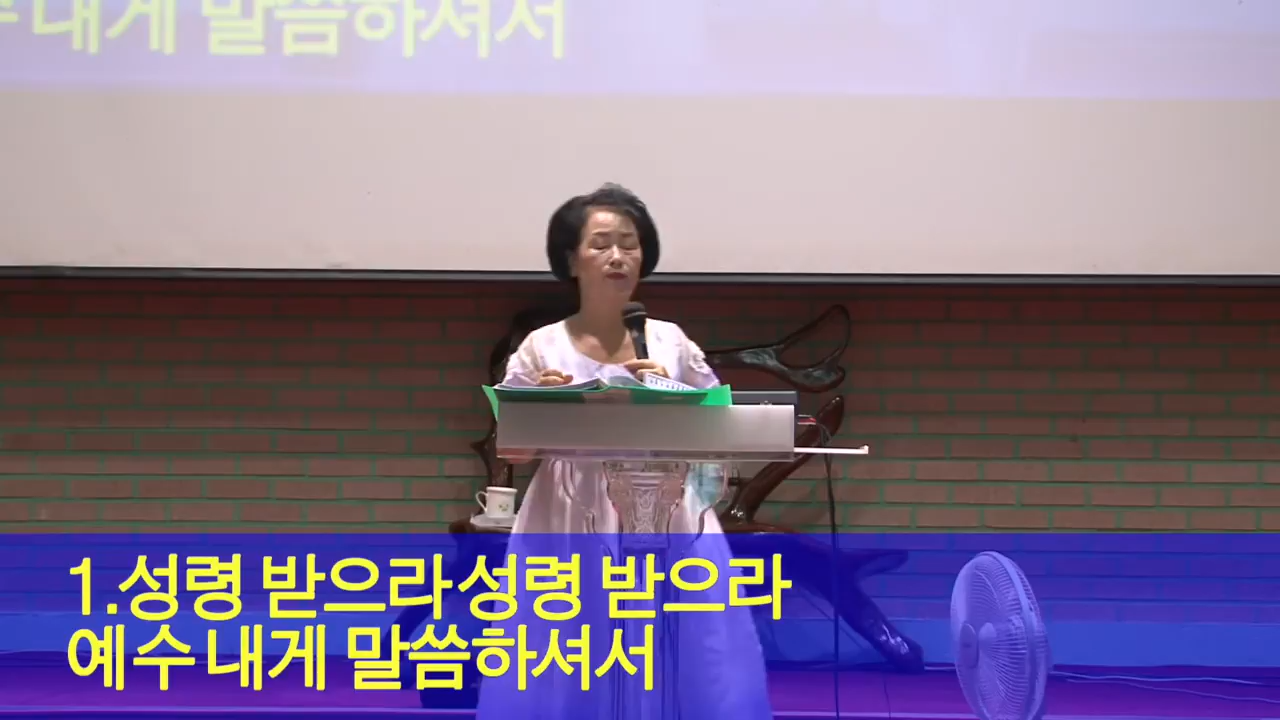 수 내게 말씀하셔서
1.성령 받으라 성령 받으라
예수 내게 말씀하셔서